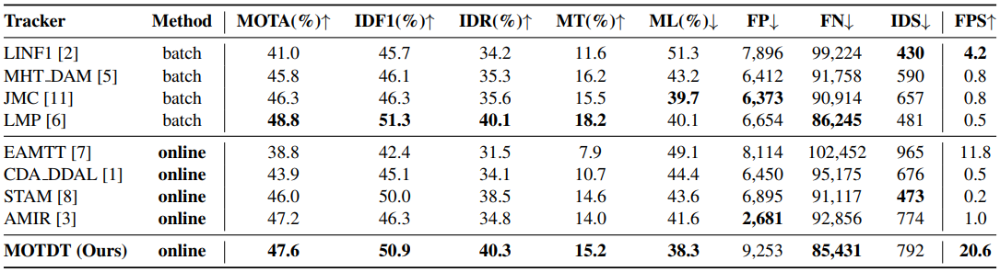 Tracker Method MOTA(%)↑ IDF1(%)↑ IDR(%)↑ MT(%)↑ ML(%)↓ FP↓ FN↓ IDS↓ FPS↑
LINF1 [2] batch 41.0 45.7 34.2 11.6 51.3 7,896 99,224 430 4.2
MHT_DAM [5] batch 45.8 46.1 35.3 16.2 43.2 6,412 91,758 590 0.8
JMC [11] batch 46.3 46.3 35.6 15.5 39.7 6,373 90,914 657 0.8
LMP [6] batch 48.8 51.3 40.1 18.2 40.1 6,654 86,245 481 0.5
EAMTT [7] online 38.8 42.4 31.5 7.9 49.1 8,114 102,452 965 11.8
CDA_DDAL [1] online 43.9 45.1 34.1 10.7 44.4 6,450 95,175 676 0.5
STAM [8] online 46.0 50.0 38.5 14.6 43.6 6,895 91,117 473 0.2
AMIR [3] online 47.2 46.3 34.8 14.0 41.6 2,681 92,856 774 1.0
MOTDT (Ours) online 47.6 50.9 40.3 15.2 38.3 9,253 85,431 792 20.6